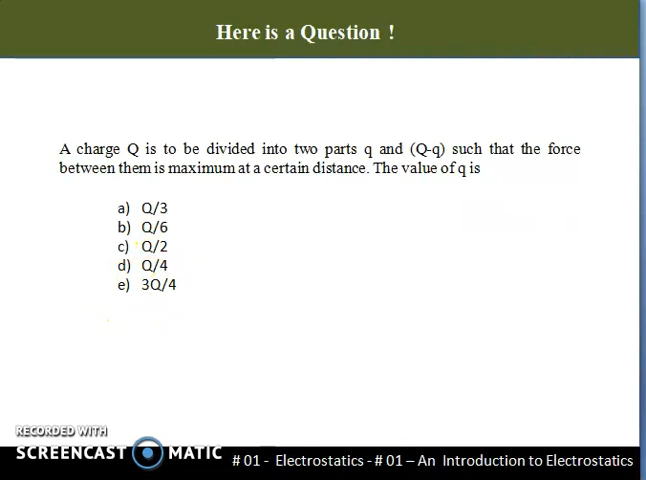 Here is a Question !
A charge Q is to be divided into two parts q and (Q-q) such that the force
between them is maximum at a certain distance. The value of q is
a) Q/3
b) Q/6
c) Q/2
d) Q/4
e) 3Q/4
RECORDED WITH
SCREENCAST MATIC
# 01 - Electrostatics - # 01 – An Introduction to Electrostatics